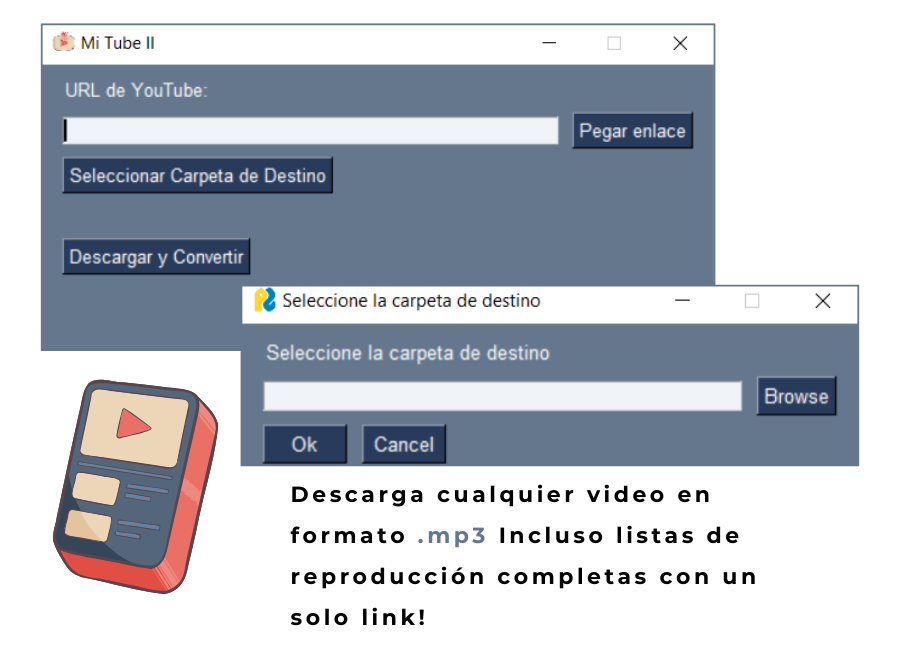 Mi Tube II
URL de YouTube:
Pegar enlace
Seleccionar Carpeta de Destino
Descargar y Convertir
Seleccione la carpeta de destino
Seleccione la carpeta de destino
Browse
Ok Cancel
Descarga cualquier video en
formato .mp3 Incluso listas de
reproducción completas con un
solo link!